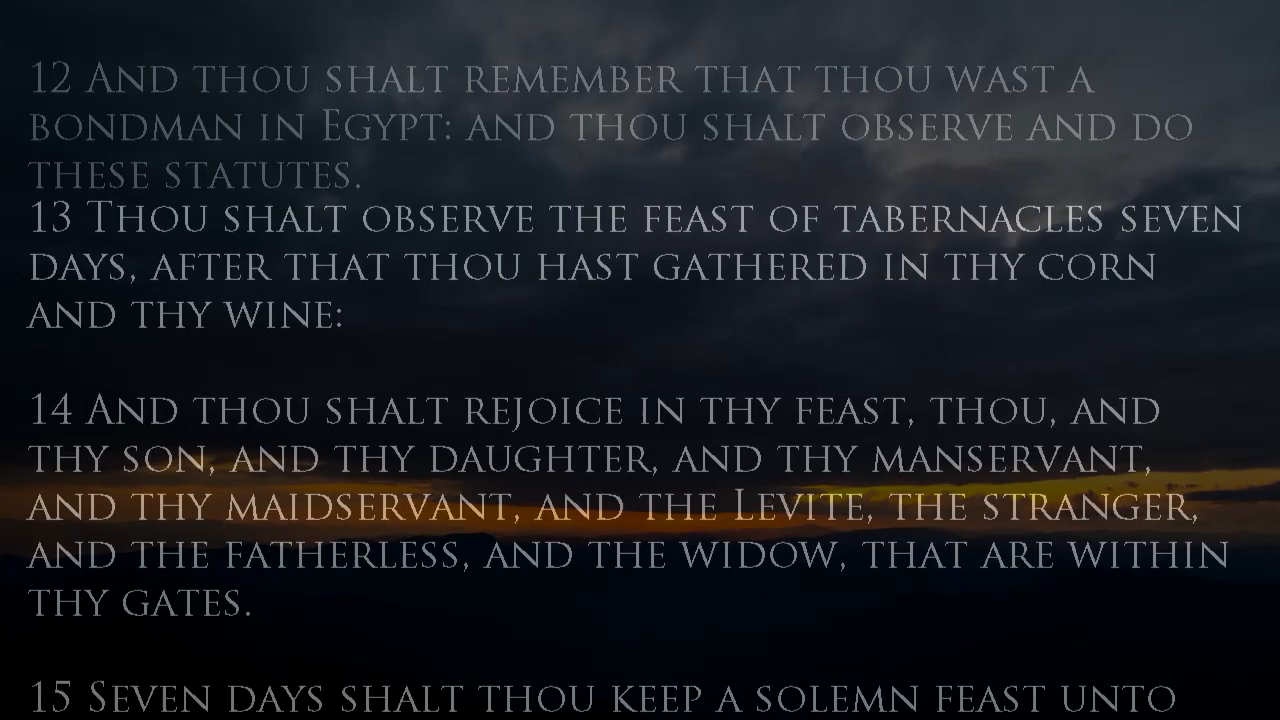 12 And thou shalt remember that thou wast a
bondman in Egypt: and thou shalt observe and do
these statutes.
13 Thou shalt observe the feast of tabernacles seven
days, after that thou hast gathered in thy corn
and thy wine:
14 And thou shalt rejoice in thy feast, thou, and
thy son, and thy daughter, and thy manservant,
and thy maidservant, and the Levite, the stranger,
and the fatherless, and the widow, that are within
thy gates.
15 Seven days shalt thou keep a solemn feast unto